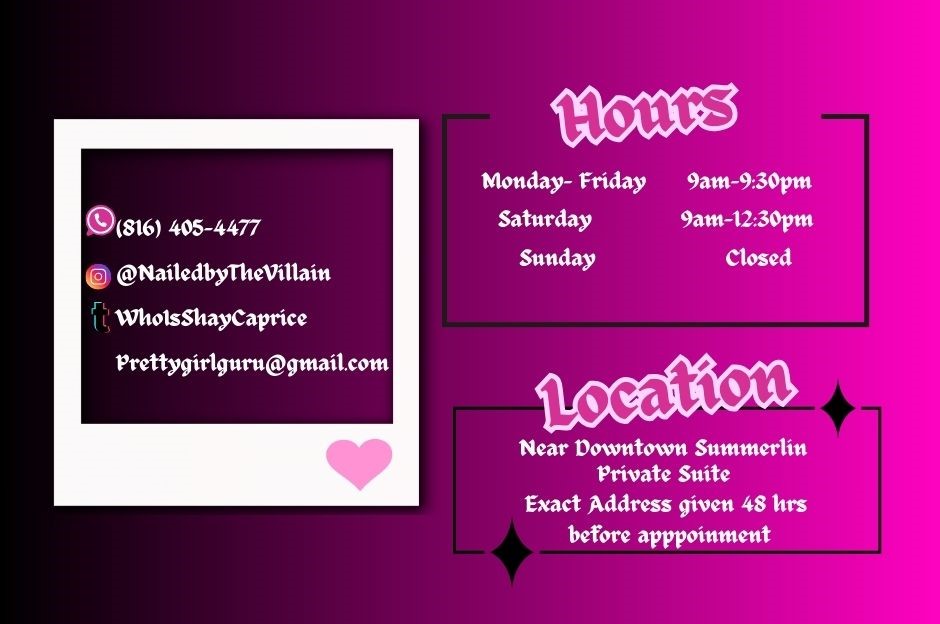 (816) 405-4477
@NailedbyTheVillain
WhoIsShayCaprice
Prettygirlguru@gmail.com
Hours
Monday- Friday 9am-9:30pm
Saturday 9am-12:30pm
Sunday Closed
Location
Near Downtown Summerlin
Private Suite
Exact Address given 48 hrs
before apppoinment